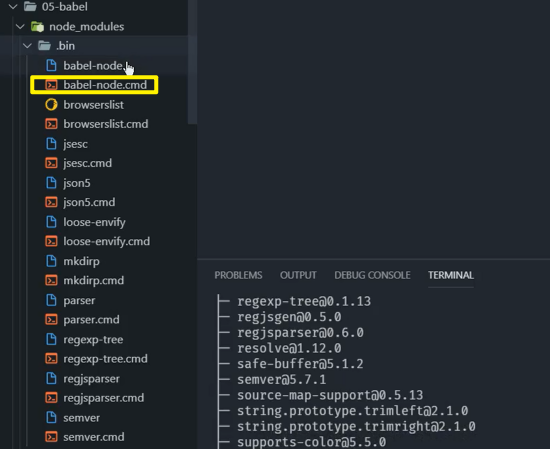 05-babel
node_modules
.bin
babel-node
babel-node.cmd
browserslist
browserslist.cmd
jsesc
jsesc.cmd
json5
json5.cmd
loose-envify
loose-envify.cmd
mkdirp
mkdirp.cmd
parser
parser.cmd
regexp-tree
regexp-tree.cmd
regjsparser
regjsparser.cmd
semver
semver.cmd
PROBLEMS OUTPUT DEBUG CONSOLE TERMINAL
├─ regexp-tree@0.1.13
├─ regjsgen@0.5.0
├─ regjsparser@0.6.0
├─ resolve@1.12.0
├─ safe-buffer@5.1.2
├─ semver@5.7.1
├─ source-map-support@0.5.13
├─ string.prototype.trimleft@2.1.0
├─ string.prototype.trimright@2.1.0
├─ supports-color@5.5.0